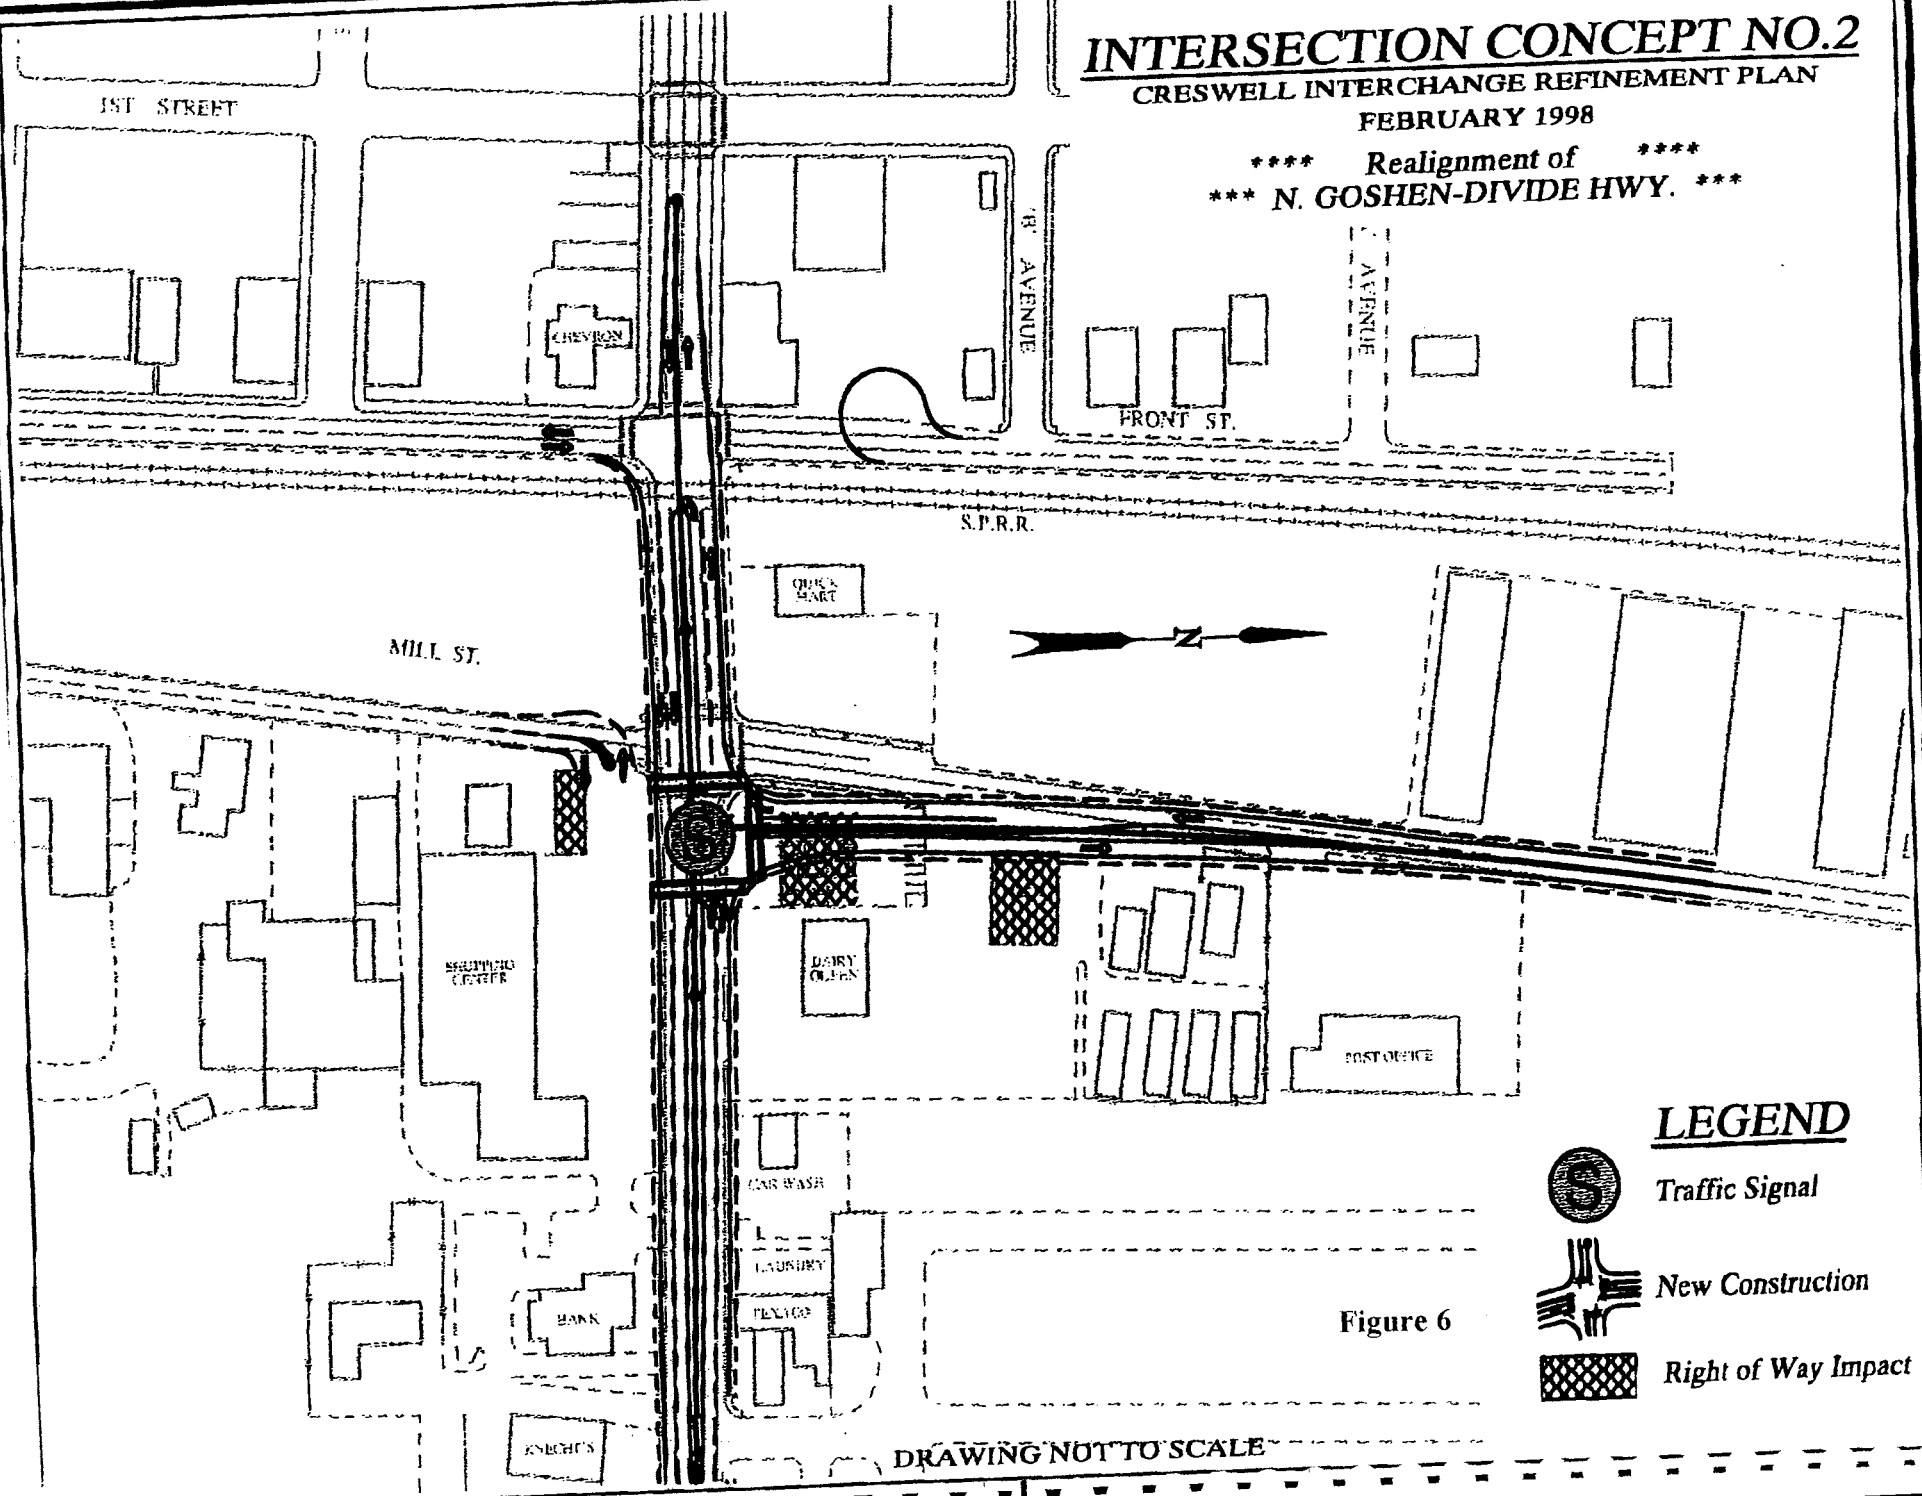 INTERSECTION CONCEPT NO.2
CRESWELL INTERCHANGE REFINEMENT PLAN
FEBRUARY 1998
**** Realignment of ****
*** N. GOSHEN-DIVIDE HWY. ***
1ST STREET
'B' AVENUE
AVENUE
CHEVRON
FRONT ST.
S.P.R.R.
QUICK
MART
N
MILL ST.
S
SHOPPING
CENTER
DAIRY
QUEEN
POST OFFICE
CAR WASH
LAUNDRY
TEXACO
BANK
KNECHT'S
LEGEND
S Traffic Signal
New Construction
Right of Way Impact
Figure 6
DRAWING NOT TO SCALE